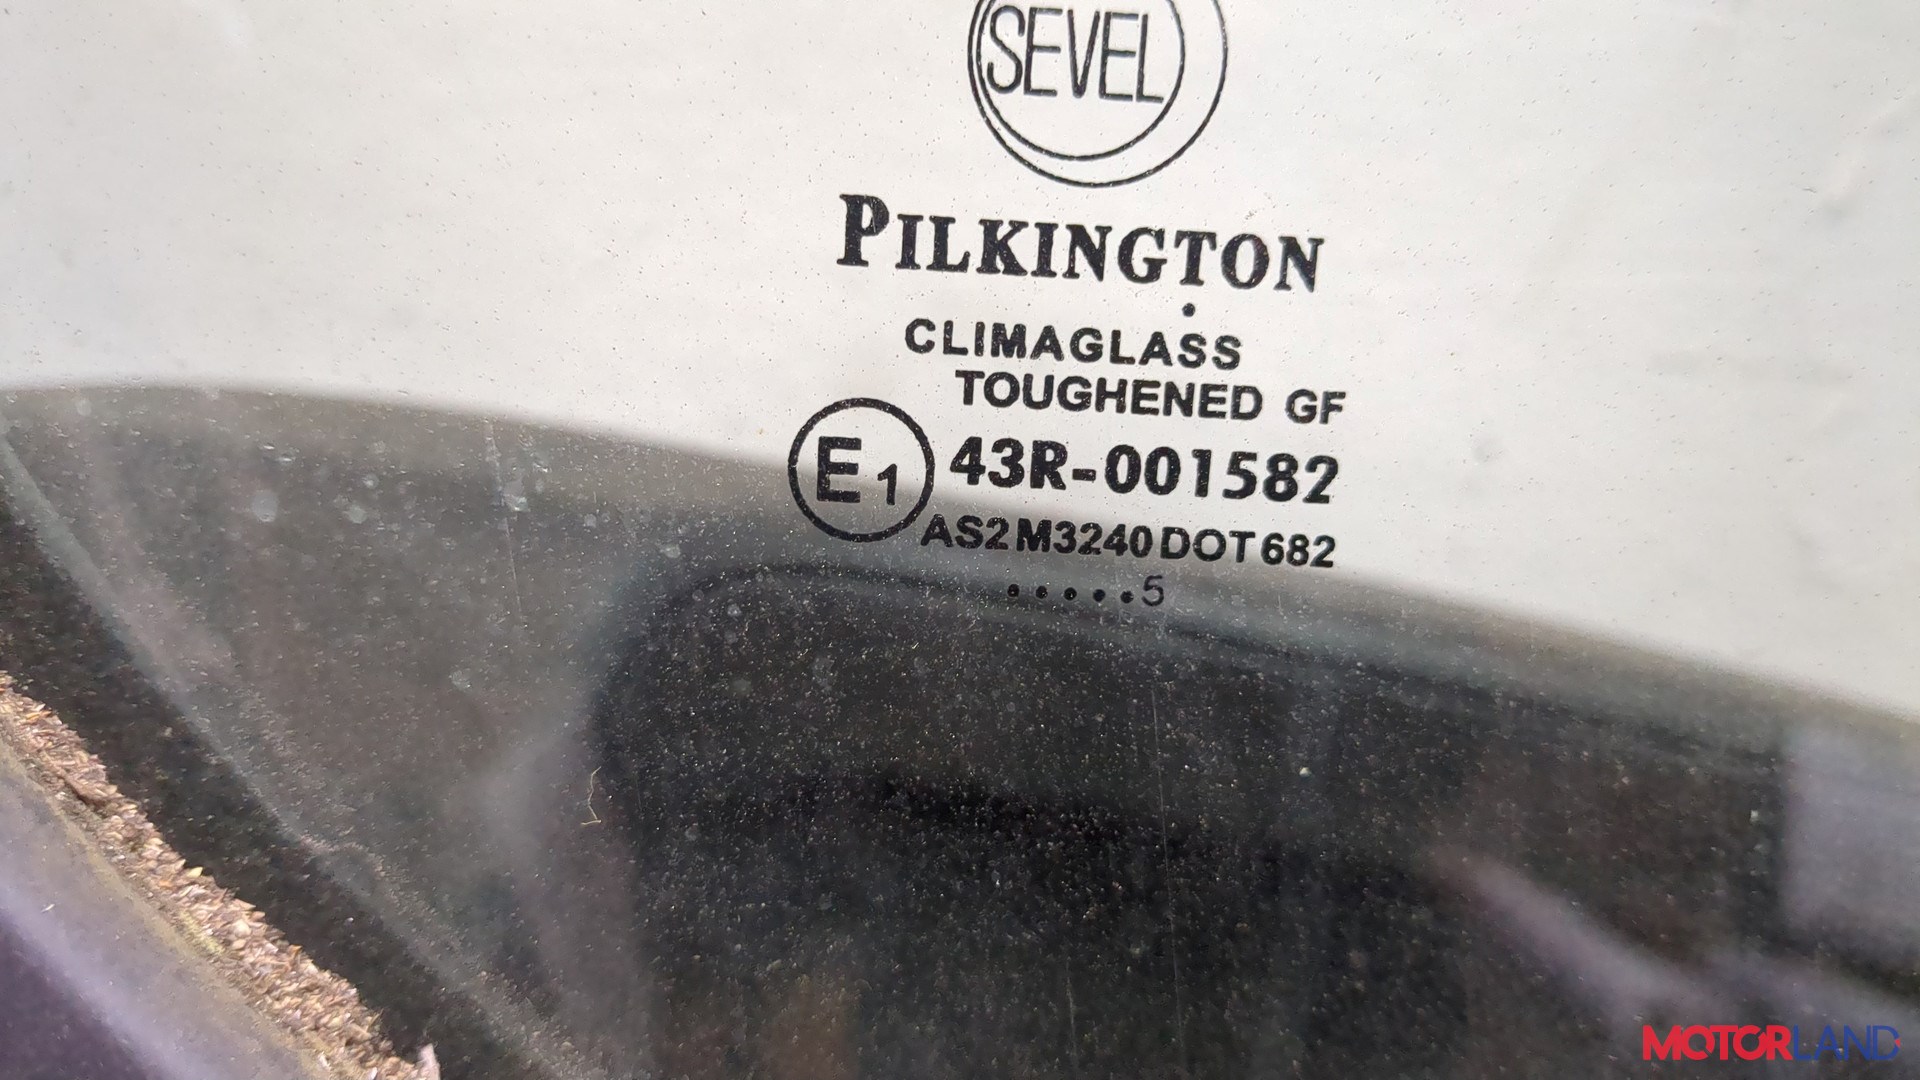 SEVEL
PILKINGTON
CLIMAGLASS
TOUGHENED GF
E1 43R-001582
AS2 M3240 DOT 682
.....5
MOTORLAND